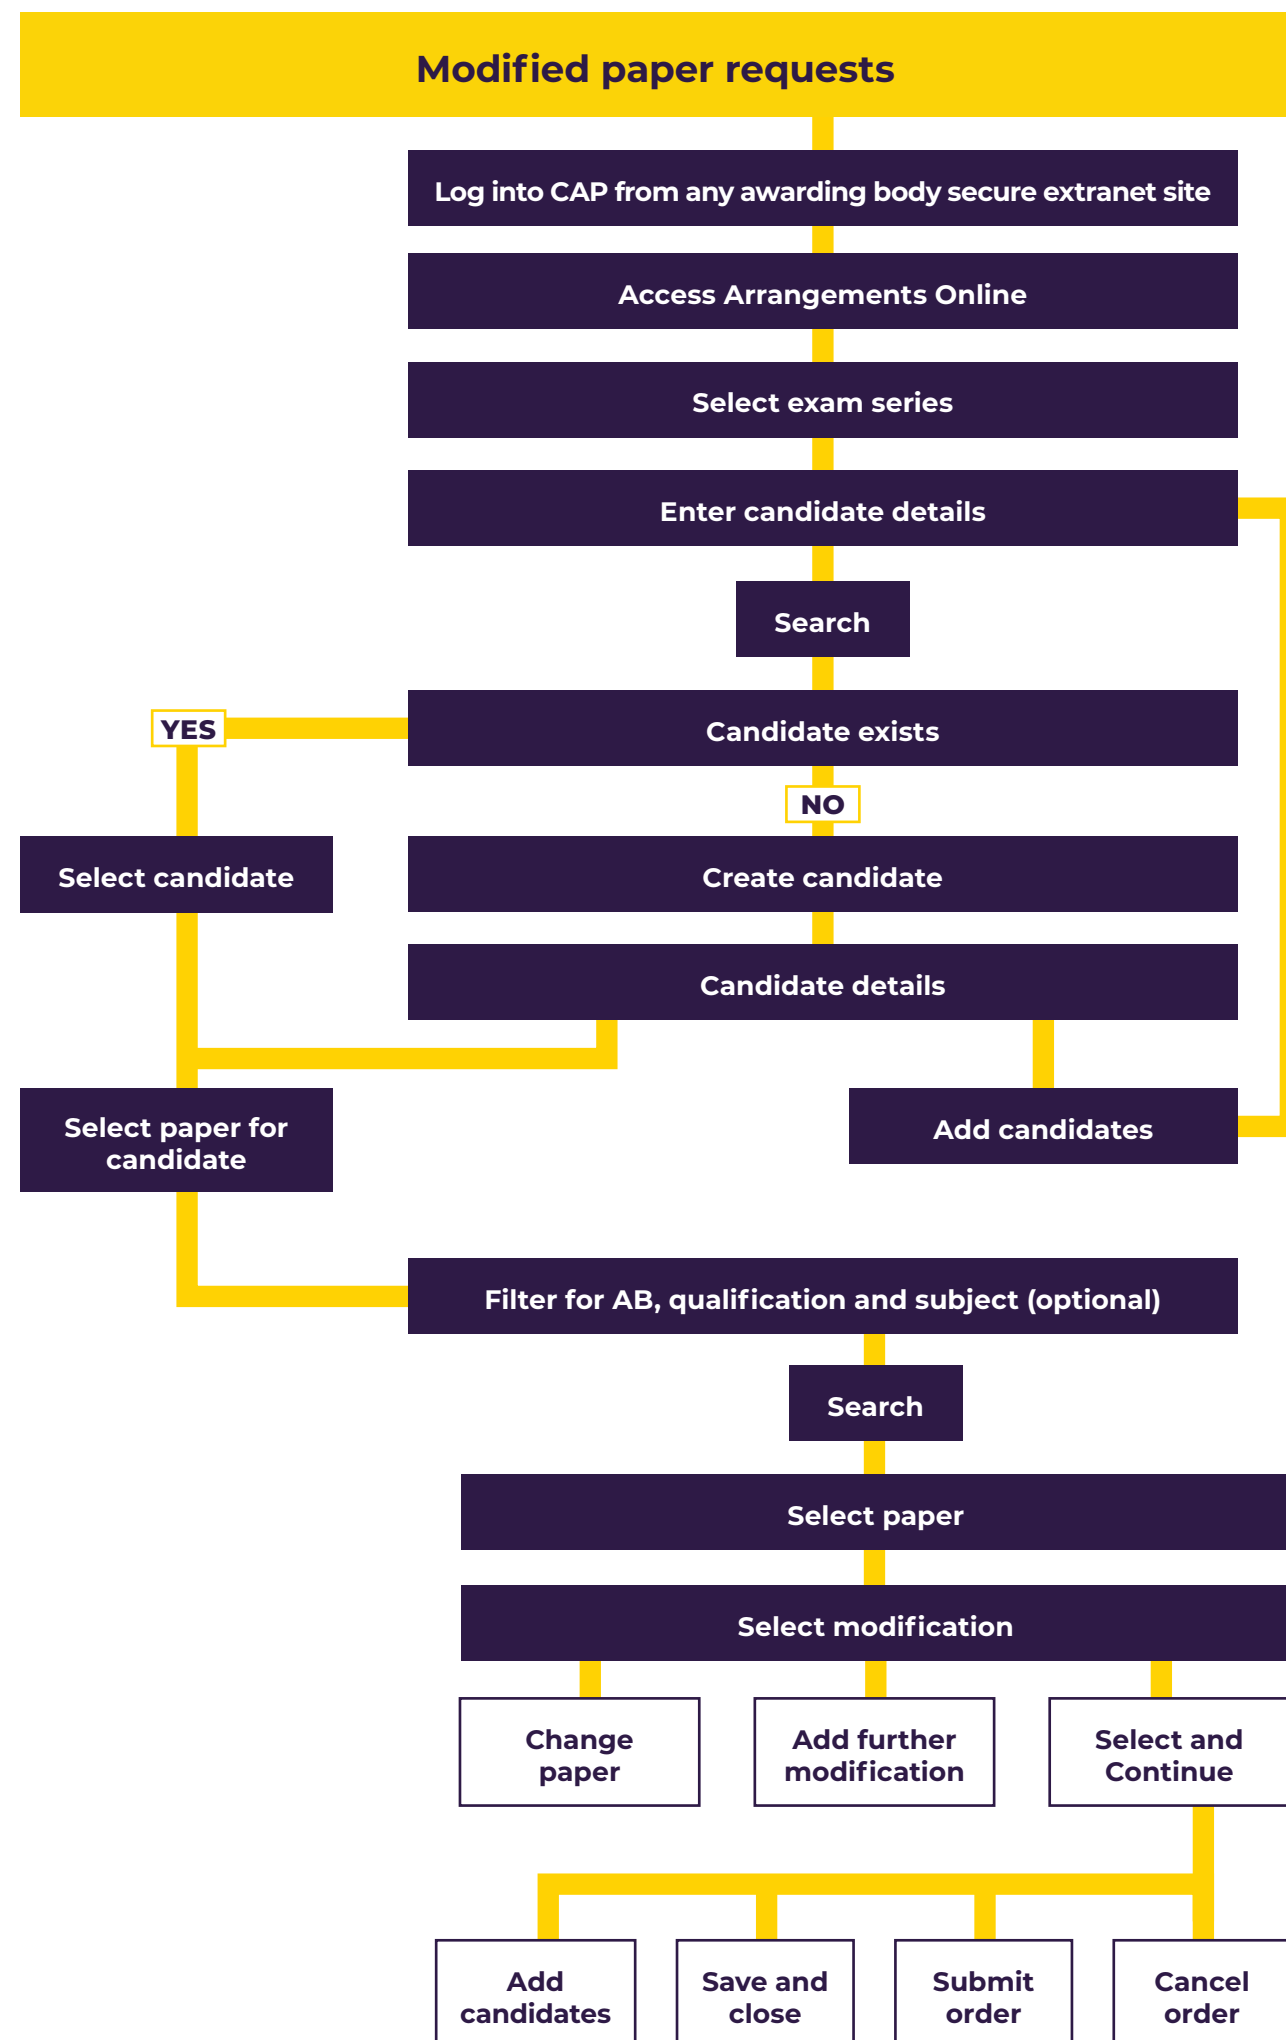 Modified paper requests
Log into CAP from any awarding body secure extranet site
Access Arrangements Online
Select exam series
Enter candidate details
Search
YES
Candidate exists
NO
Select candidate
Create candidate
Candidate details
Select paper for
candidate
Add candidates
Filter for AB, qualification and subject (optional)
Search
Select paper
Select modification
Change
paper
Add further
modification
Select and
Continue
Add
candidates
Save and
close
Submit
order
Cancel
order